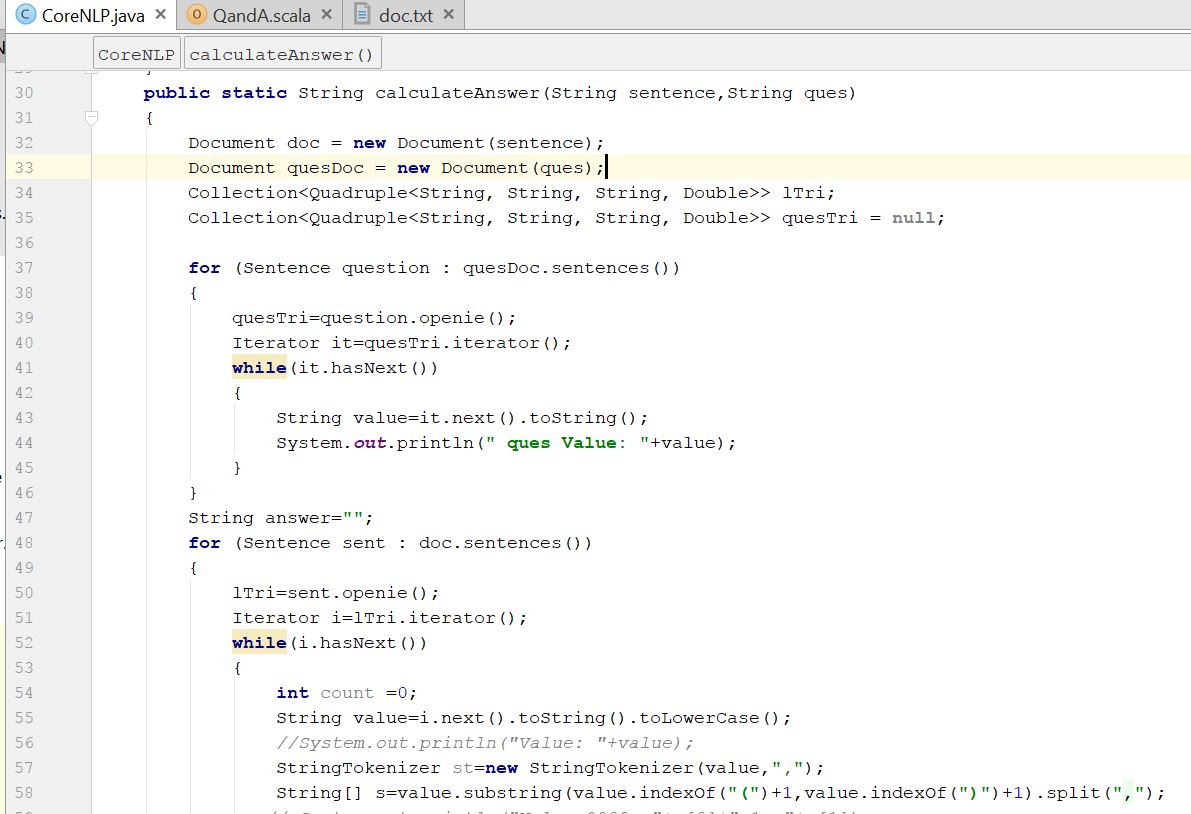 CoreNLP.java × QandA.scala × doc.txt ×
CoreNLP calculateAnswer()
30 public static String calculateAnswer(String sentence,String ques)
31 {
32 Document doc = new Document(sentence);
33 Document quesDoc = new Document(ques);
34 Collection<Quadruple<String, String, String, Double>> lTri;
35 Collection<Quadruple<String, String, String, Double>> quesTri = null;
36
37 for (Sentence question : quesDoc.sentences())
38 {
39 quesTri=question.openie();
40 Iterator it=quesTri.iterator();
41 while(it.hasNext())
42 {
43 String value=it.next().toString();
44 System.out.println(" ques Value: "+value);
45 }
46 }
47 String answer="";
48 for (Sentence sent : doc.sentences())
49 {
50 lTri=sent.openie();
51 Iterator i=lTri.iterator();
52 while(i.hasNext())
53 {
54 int count =0;
55 String value=i.next().toString().toLowerCase();
56 //System.out.println("Value: "+value);
57 StringTokenizer st=new StringTokenizer(value,",");
58 String[] s=value.substring(value.indexOf("(")+1,value.indexOf(")")+1).split(",");